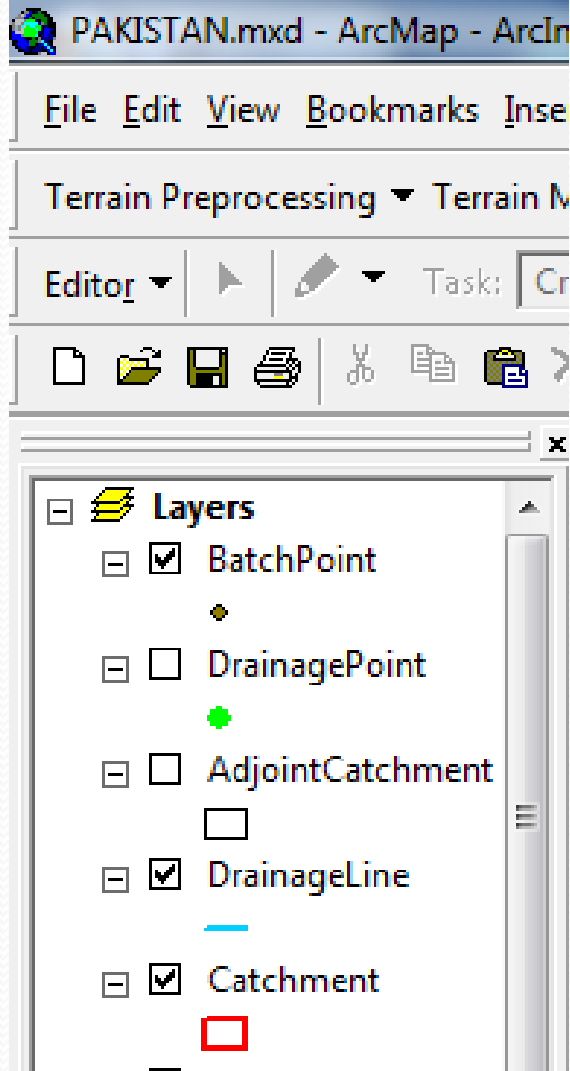 PAKISTAN.mxd - ArcMap - ArcIn
File Edit View Bookmarks Inse
Terrain Preprocessing Terrain M
Editor Task: Cr
Layers
BatchPoint
DrainagePoint
AdjointCatchment
DrainageLine
Catchment